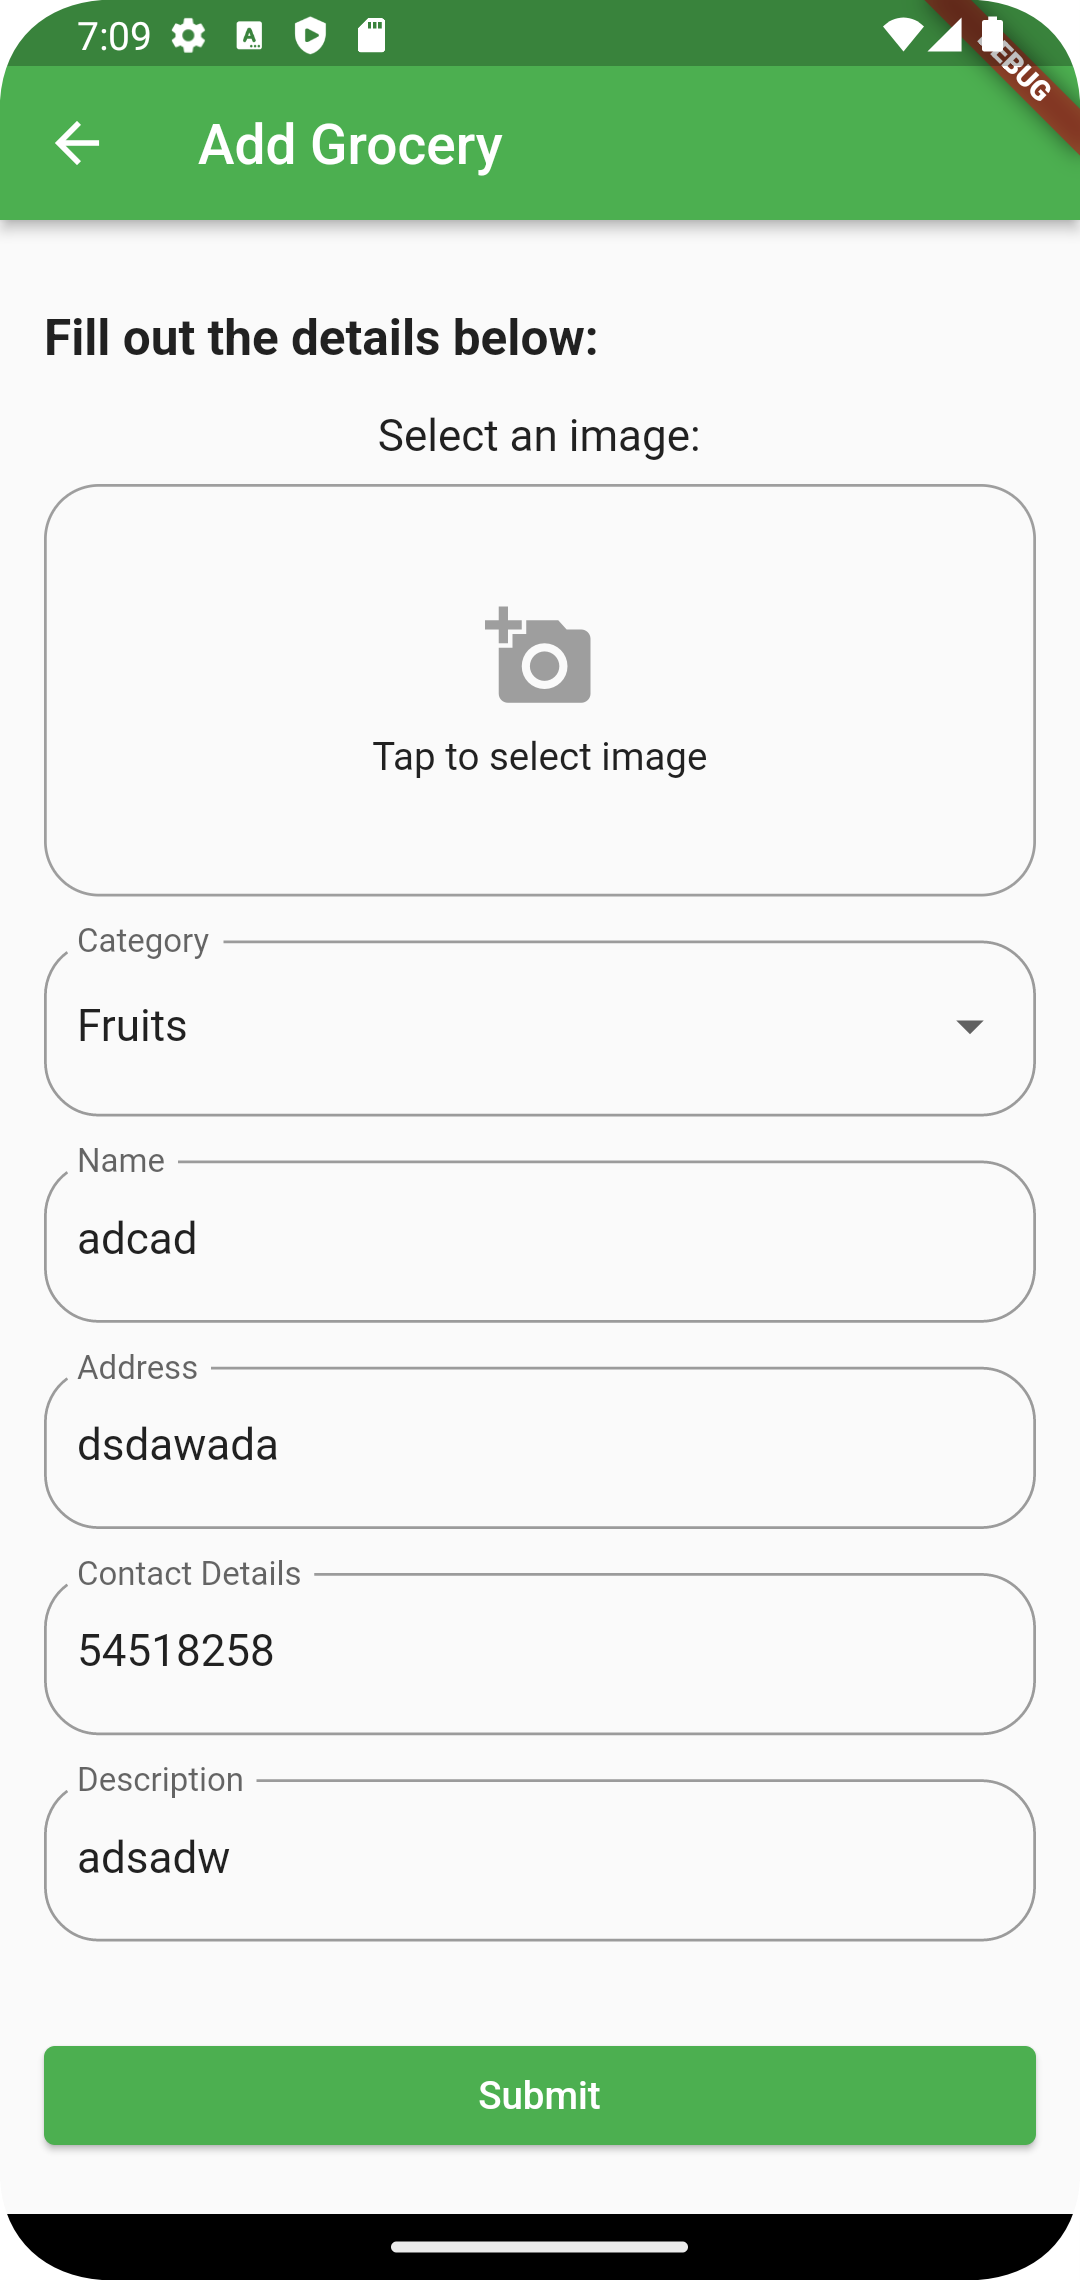 7:09
DEBUG
Add Grocery
Fill out the details below:
Select an image:
Tap to select image
Category
Fruits
Name
adcad
Address
dsdawada
Contact Details
54518258
Description
adsadw
Submit